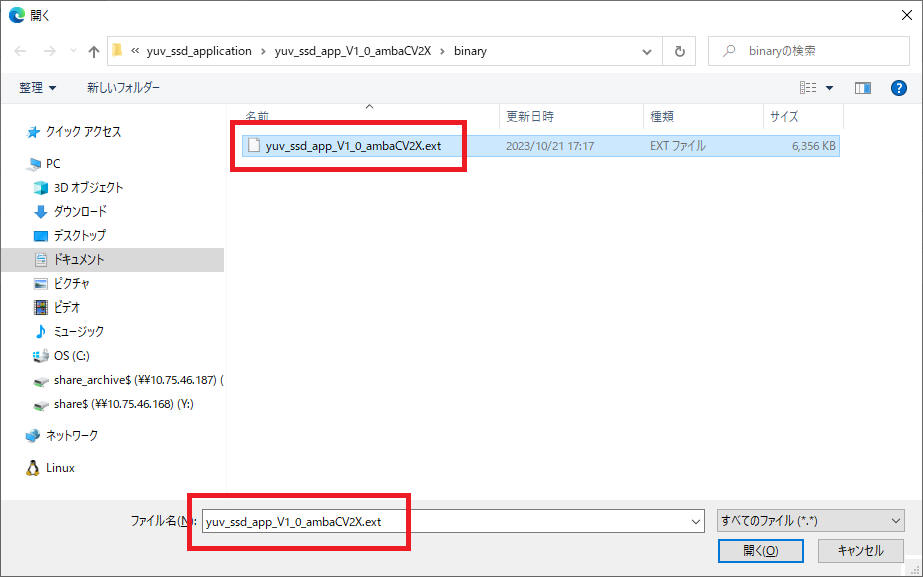 開く
« yuv_ssd_application › yuv_ssd_app_V1_0_ambaCV2X › binary
binaryの検索
整理 新しいフォルダー
名前 更新日時 種類 サイズ
yuv_ssd_app_V1_0_ambaCV2X.ext 2023/10/21 17:17 EXT ファイル 6,356 KB
クイック アクセス
PC
3D オブジェクト
ダウンロード
デスクトップ
ドキュメント
ピクチャ
ビデオ
ミュージック
OS (C:)
share_archive$ (¥¥10.75.46.187) (
share$ (¥¥10.75.46.168) (Y:)
ネットワーク
Linux
ファイル名(N): yuv_ssd_app_V1_0_ambaCV2X.ext すべてのファイル (*.*)
開く(O) キャンセル